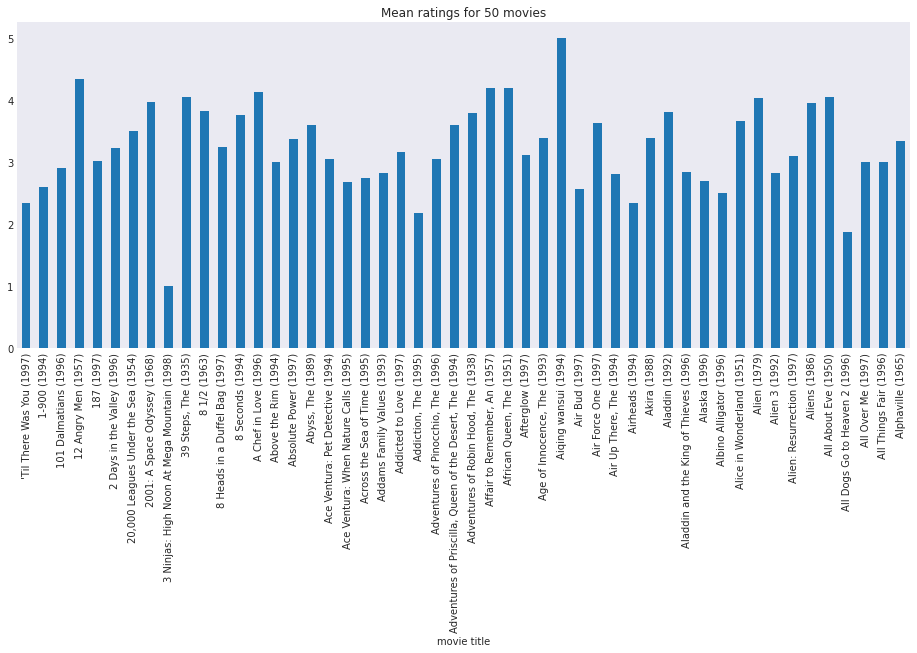 Mean ratings for 50 movies
5
4
3
2
1
0
'Til There Was You (1997)
1-900 (1994)
101 Dalmatians (1996)
12 Angry Men (1957)
187 (1997)
2 Days in the Valley (1996)
20,000 Leagues Under the Sea (1954)
2001: A Space Odyssey (1968)
3 Ninjas: High Noon At Mega Mountain (1998)
39 Steps, The (1935)
8 1/2 (1963)
8 Heads in a Duffel Bag (1997)
8 Seconds (1994)
A Chef in Love (1996)
Above the Rim (1994)
Absolute Power (1997)
Abyss, The (1989)
Ace Ventura: Pet Detective (1994)
Ace Ventura: When Nature Calls (1995)
Across the Sea of Time (1995)
Addams Family Values (1993)
Addicted to Love (1997)
Addiction, The (1995)
Adventures of Pinocchio, The (1996)
Adventures of Priscilla, Queen of the Desert, The (1994)
Adventures of Robin Hood, The (1938)
Affair to Remember, An (1957)
African Queen, The (1951)
Afterglow (1997)
Age of Innocence, The (1993)
Aiqing wansui (1994)
Air Bud (1997)
Air Force One (1997)
Air Up There, The (1994)
Airheads (1994)
Akira (1988)
Aladdin (1992)
Aladdin and the King of Thieves (1996)
Alaska (1996)
Albino Alligator (1996)
Alice in Wonderland (1951)
Alien (1979)
Alien 3 (1992)
Alien: Resurrection (1997)
Aliens (1986)
All About Eve (1950)
All Dogs Go to Heaven 2 (1996)
All Over Me (1997)
All Things Fair (1996)
Alphaville (1965)
movie title